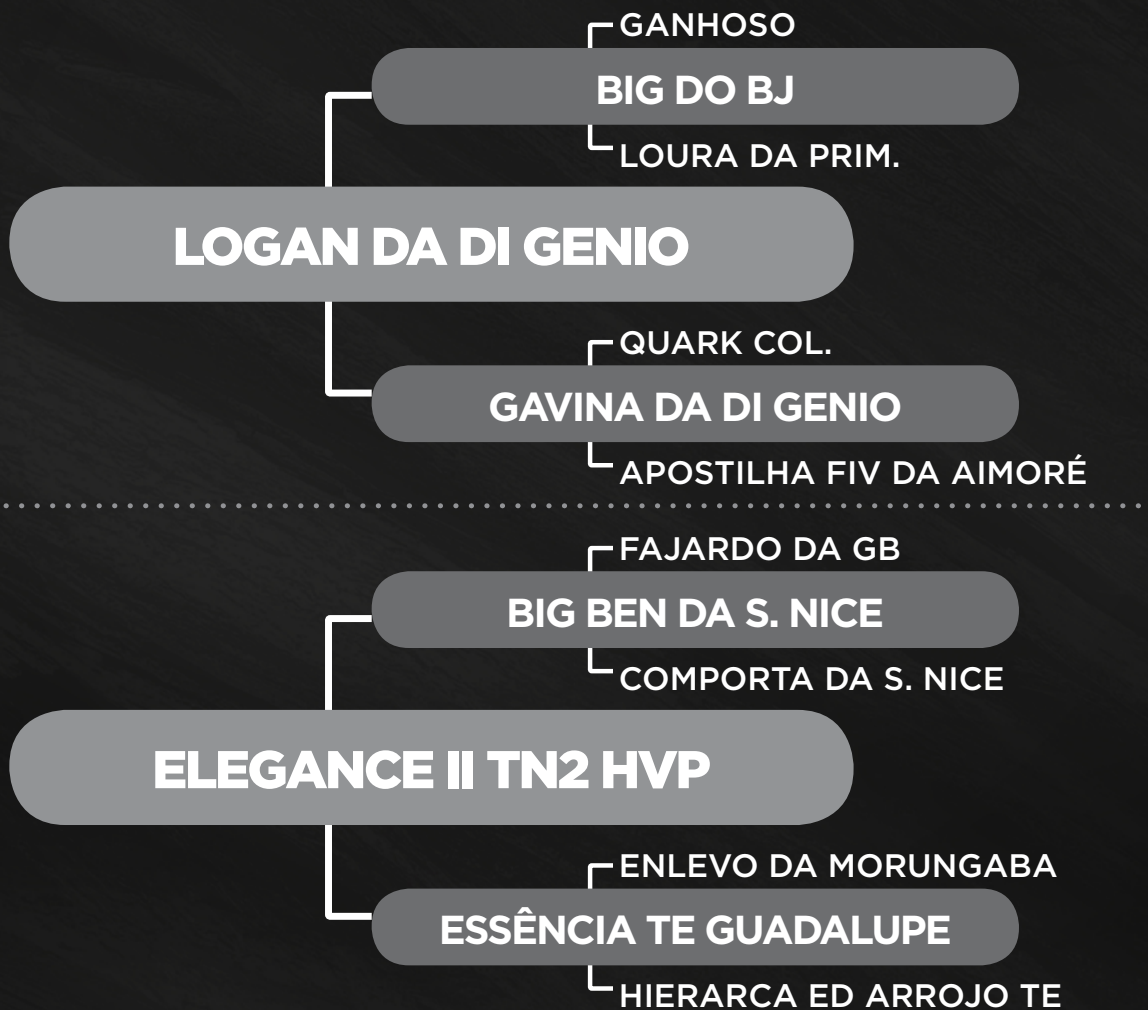 GANHOSO
BIG DO BJ
LOURA DA PRIM.
LOGAN DA DI GENIO
QUARK COL.
GAVINA DA DI GENIO
APOSTILHA FIV DA AIMORÉ
FAJARDO DA GB
BIG BEN DA S. NICE
COMPORTA DA S. NICE
ELEGANCE II TN2 HVP
ENLEVO DA MORUNGABA
ESSÊNCIA TE GUADALUPE
HIERARCA ED ARROJO TE